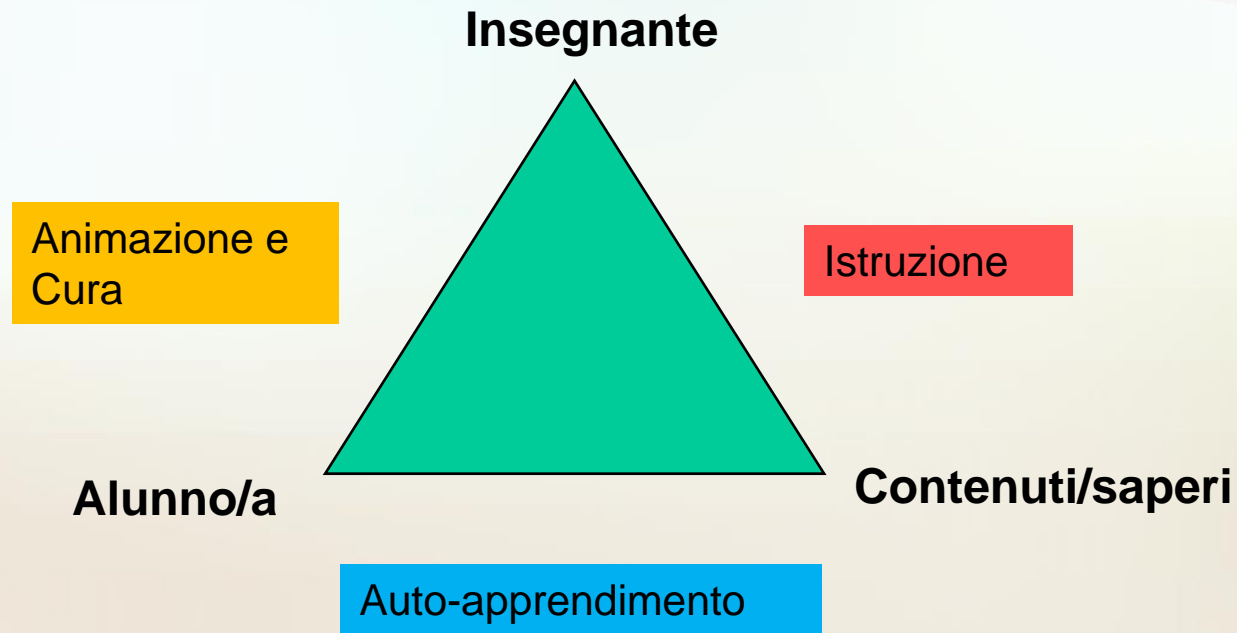 Insegnante
Animazione e
Cura
Istruzione
Alunno/a
Contenuti/saperi
Auto-apprendimento